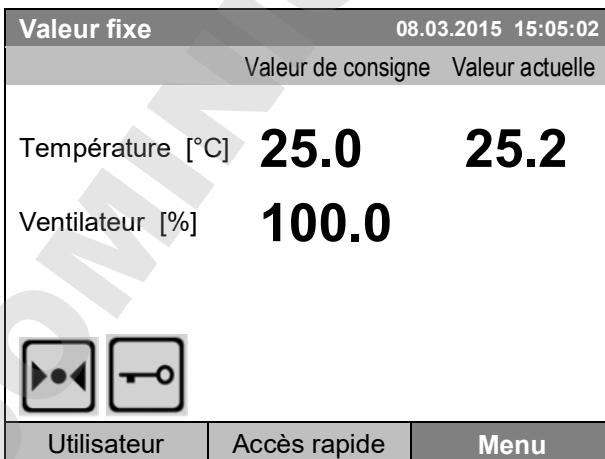 Valeur fixe 08.03.2015 15:05:02
Valeur de consigne Valeur actuelle
Température [°C] 25.0 25.2
Ventilateur [%] 100.0
Utilisateur Accès rapide Menu